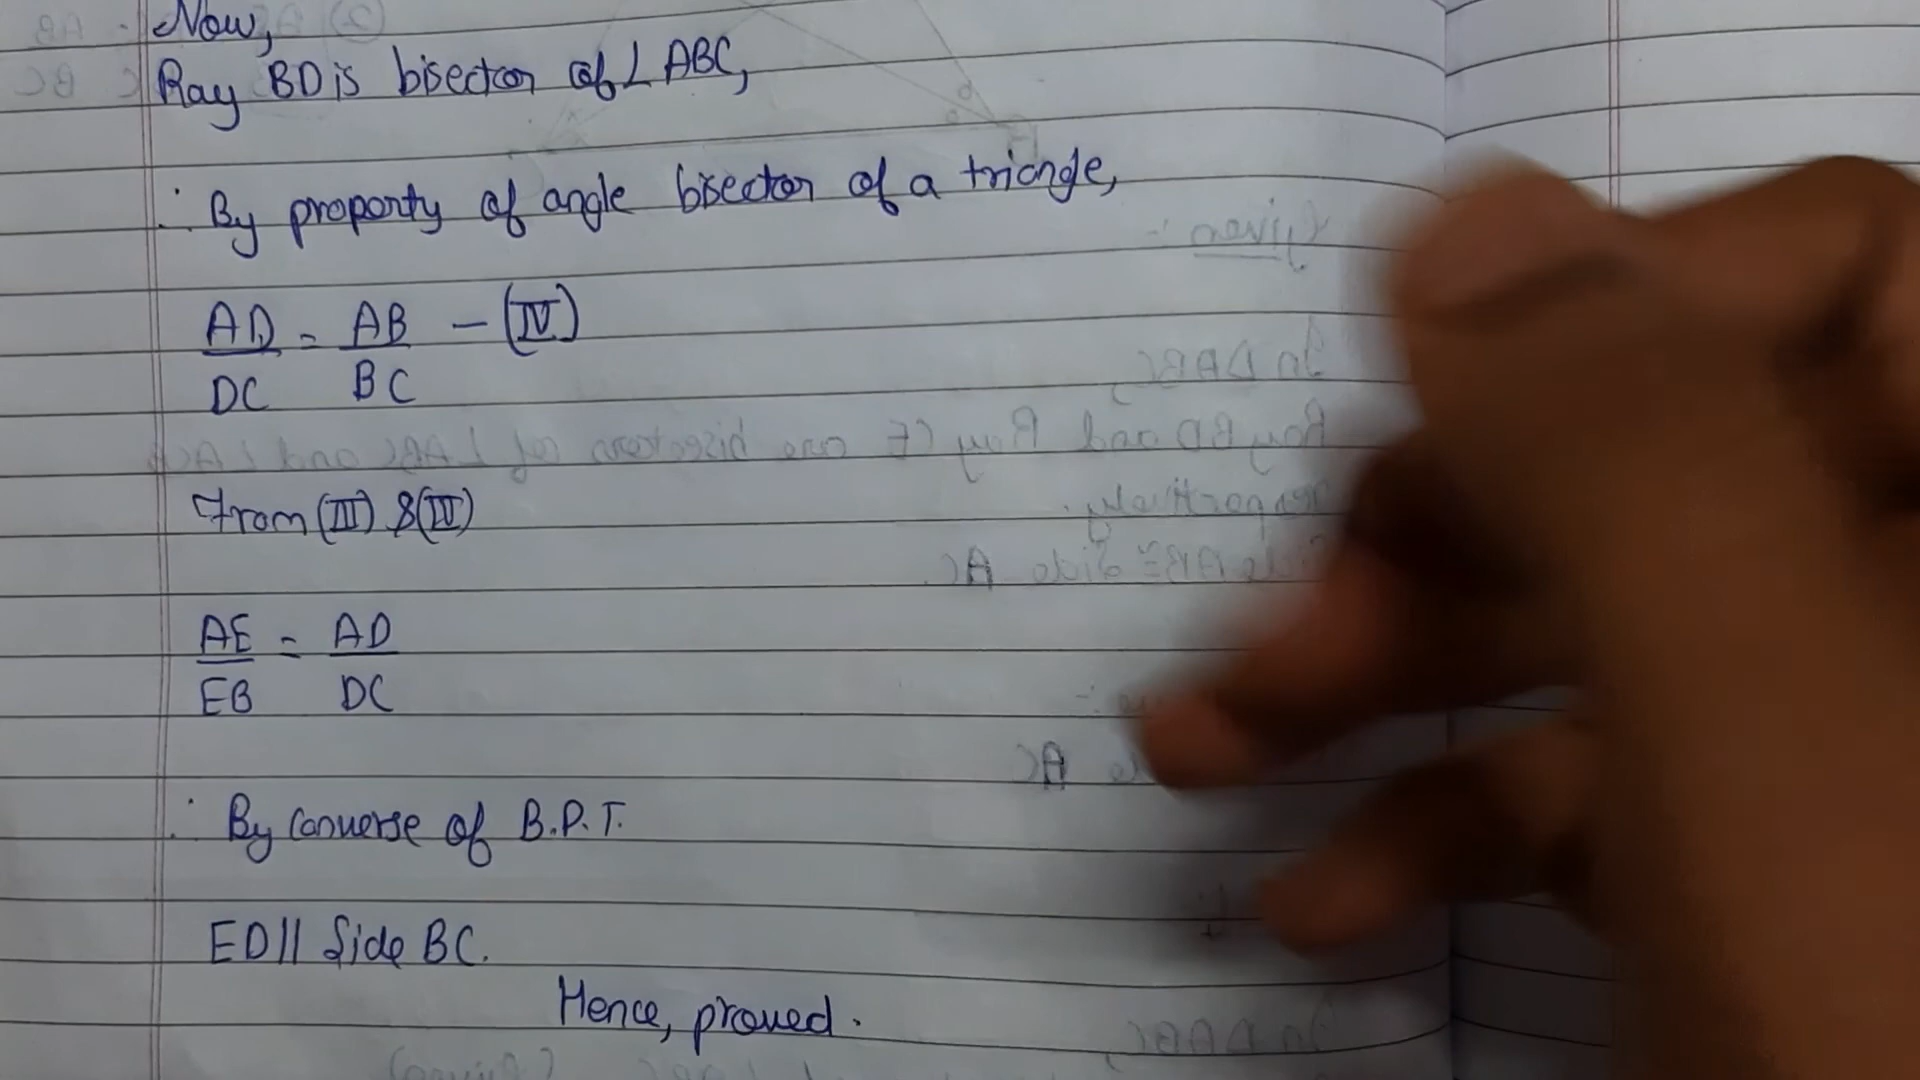 Now,
Ray BD is bisector of ∠ABC,
∴ By property of angle bisector of a triangle,
AD/DC = AB/BC — (IV)
From (III) & (IV)
AE/EB = AD/DC
∴ By converse of B.P.T.
ED || Side BC.
Hence, proved.